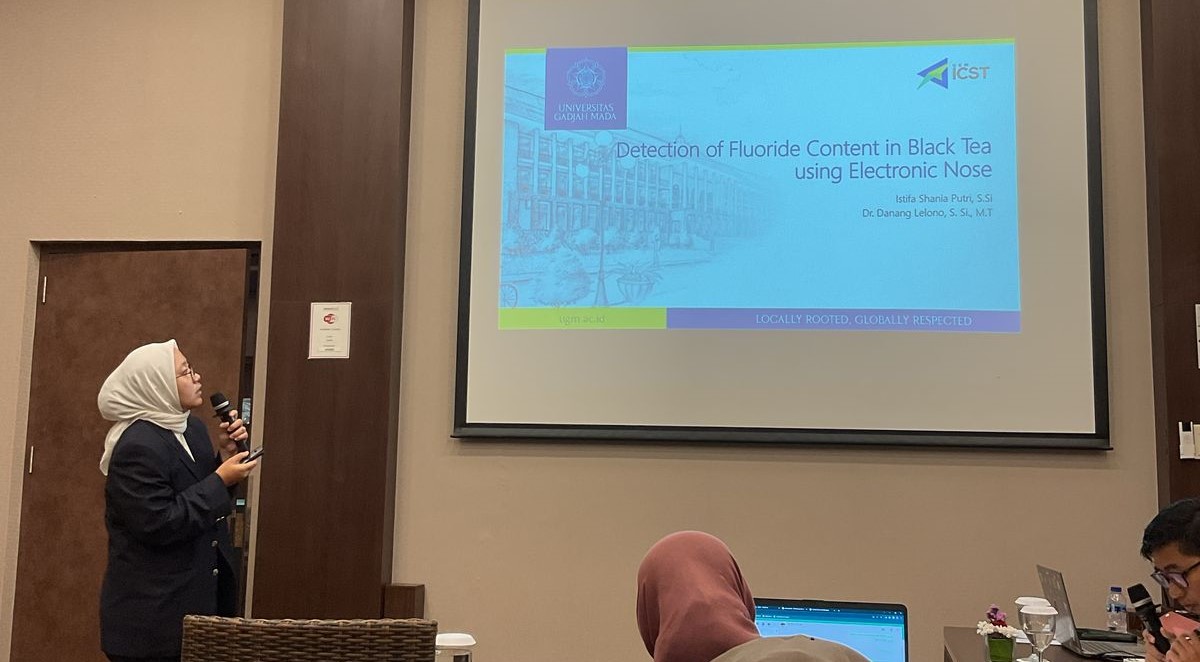 UNIVERSITAS
GADJAH MADA
ICST
Detection of Fluoride Content in Black Tea
using Electronic Nose
Istifa Shania Putri, S.Si
Dr. Danang Lelono, S. Si., M.T
ugm.ac.id
LOCALLY ROOTED, GLOBALLY RESPECTED